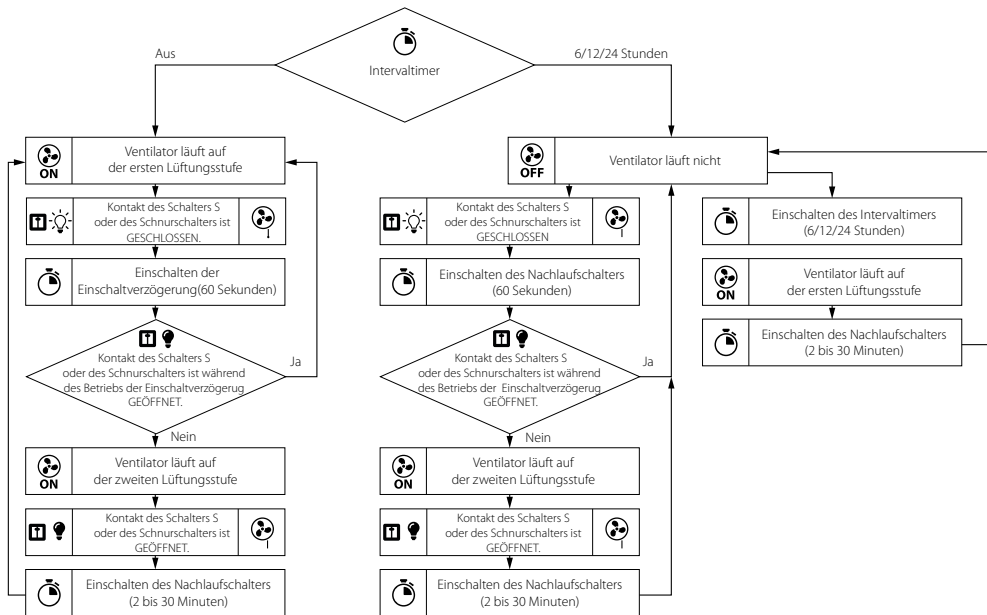 Intervaltimer
Aus
6/12/24 Stunden
ON
Ventilator läuft auf
der ersten Lüftungsstufe
Kontakt des Schalters S
oder des Schnurschalters ist
GESCHLOSSEN.
Einschalten der
Einschaltverzögerung(60 Sekunden)
Kontakt des Schalters S
oder des Schnurschalters ist während
des Betriebs der Einschaltverzögerug
GEÖFFNET.
Ja
Nein
ON
Ventilator läuft auf
der zweiten Lüftungsstufe
Kontakt des Schalters S
oder des Schnurschalters ist
GEÖFFNET.
Einschalten des Nachlaufschalters
(2 bis 30 Minuten)
OFF
Ventilator läuft nicht
Kontakt des Schalters S
oder des Schnurschalters ist
GESCHLOSSEN
Einschalten des Nachlaufschalters
(60 Sekunden)
Kontakt des Schalters S
oder des Schnurschalters ist während
des Betriebs der Einschaltverzögerug
GEÖFFNET.
Ja
Nein
ON
Ventilator läuft auf
der zweiten Lüftungsstufe
Kontakt des Schalters S
oder des Schnurschalters ist
GEÖFFNET.
Einschalten des Nachlaufschalters
(2 bis 30 Minuten)
Einschalten des Intervaltimers
(6/12/24 Stunden)
ON
Ventilator läuft auf
der ersten Lüftungsstufe
Einschalten des Nachlaufschalters
(2 bis 30 Minuten)